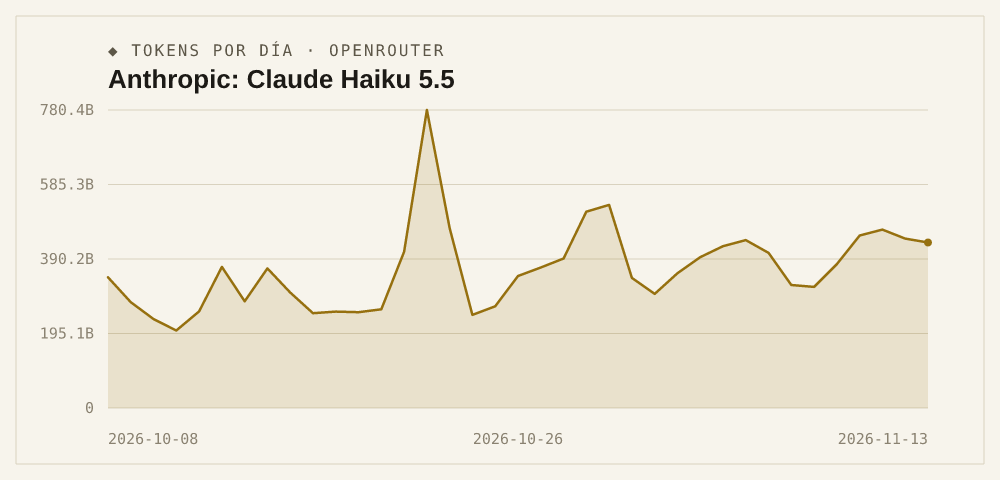 ◆ TOKENS POR DÍA · OPENROUTER
Anthropic: Claude Haiku 5.5
780.4B
585.3B
390.2B
195.1B
0
2026-10-08 2026-10-26 2026-11-13